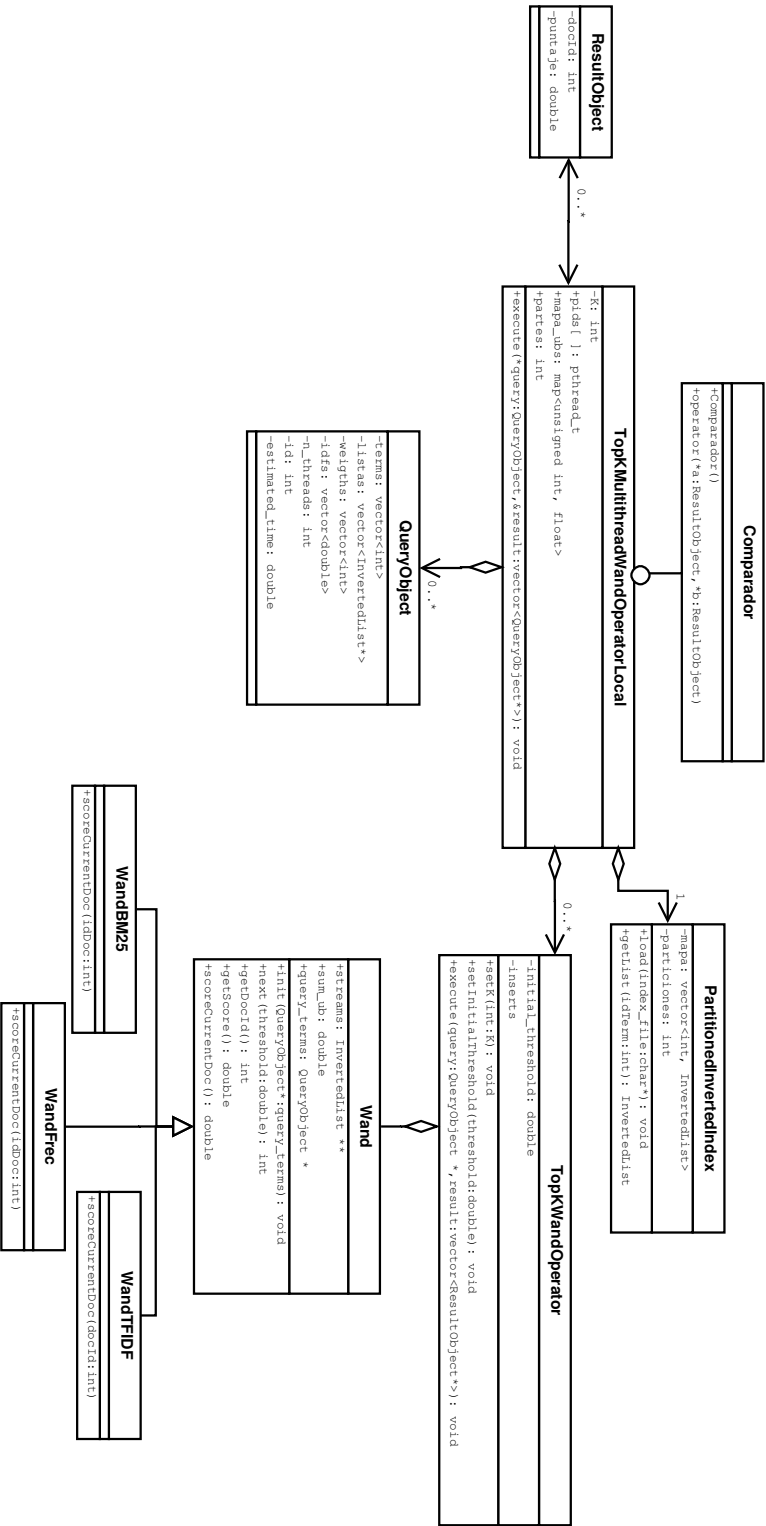 Comparador
+Comparador()
+operator(*a:ResultObject,*b:ResultObject)
ResultObject
-docId: int
-puntaje: double
0..*
TopKMultithreadWandOperatorLocal
-K: int
+pids[ ]: pthread_t
+mapa_ubs: map<unsigned int, float>
+partes: int
+execute(*query:QueryObject,&result:vector<QueryObject*>): void
1
PartitionedInvertedIndex
-mapa: vector<int, InvertedList>
-particiones: int
+load(index_file:char*): void
+getList(idTerm:int): InvertedList
0..*
TopKWandOperator
-initial_threshold: double
-inserts
+setK(int:K): void
+setInitialThreshold(threshold:double): void
+execute(query:QueryObject *,result:vector<ResultObject*>): void
0..*
QueryObject
-terms: vector<int>
-listas: vector<InvertedList*>
-weigths: vector<int>
-idfs: vector<double>
-n_threads: int
-id: int
-estimated_time: double
Wand
+streams: InvertedList **
+sum_ub: double
+query_terms: QueryObject *
+init(QueryObject*:query_terms): void
+next(threshold:double): int
+getDocId(): int
+getScore(): double
+scoreCurrentDoc(): double
WandBM25
+scoreCurrentDoc(idDoc:int)
WandTFIDF
+scoreCurrentDoc(docId:int)
WandFrec
+scoreCurrentDoc(idDoc:int)